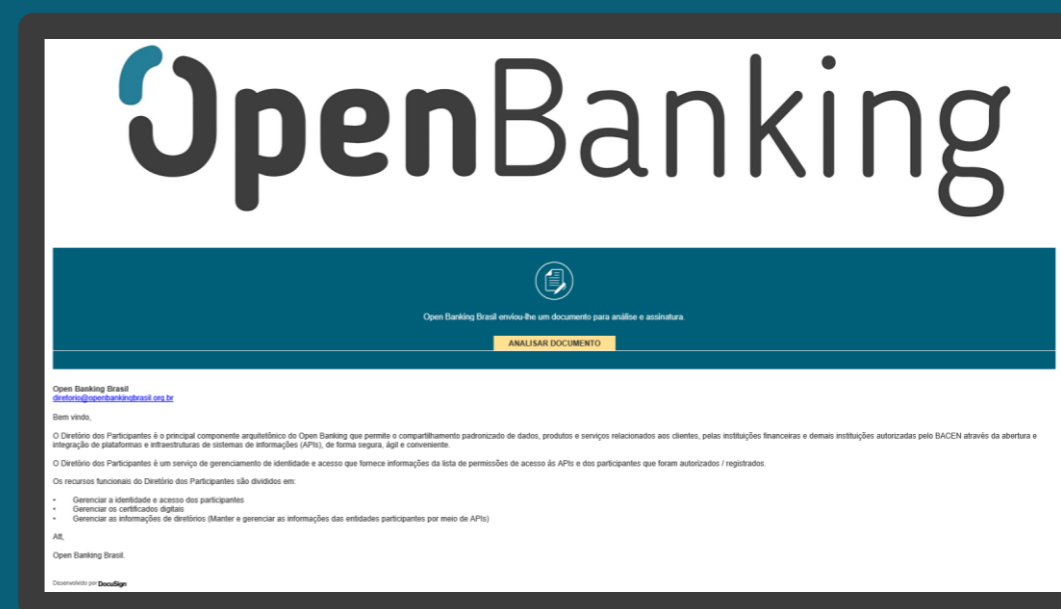 OpenBanking
Open Banking Brasil enviou-lhe um documento para análise e assinatura.
ANALISAR DOCUMENTO
Open Banking Brasil
diretorio@openbankingbrasil.org.br
Bem vindo,
O Diretório dos Participantes é o principal componente arquitetônico do Open Banking que permite o compartilhamento padronizado de dados, produtos e serviços relacionados aos clientes, pelas instituições financeiras e demais instituições autorizadas pelo BACEN através da abertura e
integração de plataformas e infraestruturas de sistemas de informações (APIs), de forma segura, ágil e conveniente.
O Diretório dos Participantes é um serviço de gerenciamento de identidade e acesso que fornece informações da lista de permissões de acesso às APIs e dos participantes que foram autorizados / registrados.
Os recursos funcionais do Diretório dos Participantes são divididos em:
• Gerenciar a identidade e acesso dos participantes
• Gerenciar os certificados digitais
• Gerenciar as informações de diretórios (Manter e gerenciar as informações das entidades participantes por meio de APIs)
Att,
Open Banking Brasil.
Desenvolvido por DocuSign